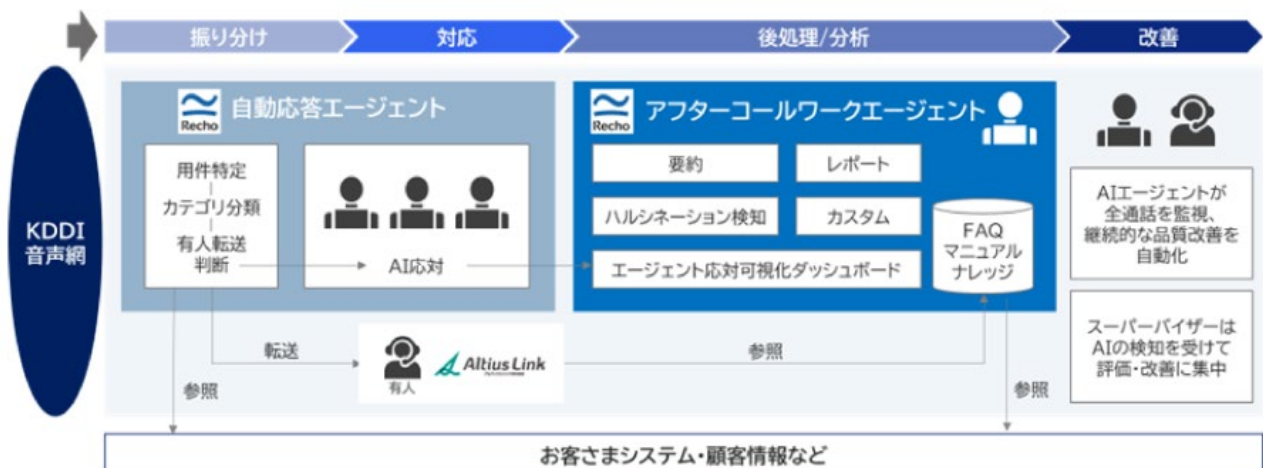 振り分け
対応
後処理/分析
改善
KDDI
音声網
Recho
自動応答エージェント
用件特定
カテゴリ分類
有人転送
判断
AI応対
Recho
アフターコールワークエージェント
要約
レポート
ハルシネーション検知
カスタム
エージェント応対可視化ダッシュボード
FAQ
マニュアル
ナレッジ
AIエージェントが
全通話を監視、
継続的な品質改善を
自動化
スーパーバイザーは
AIの検知を受けて
評価・改善に集中
転送
有人
Altius Link
参照
参照
参照
お客さまシステム・顧客情報など